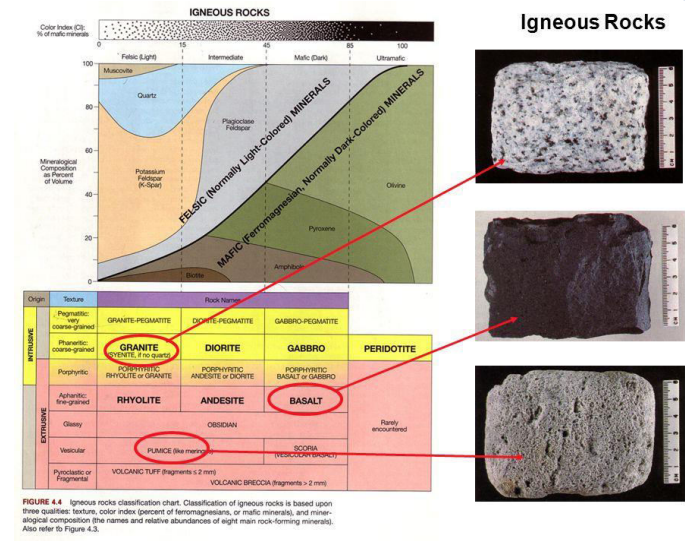 IGNEOUS ROCKS
Igneous Rocks
Color Index (CI):
% of mafic minerals
0 15 45 85 100
Felsic (Light) Intermediate Mafic (Dark) Ultramafic
100
80
60
40
20
0
Mineralogical
Composition
as Percent
of Volume
Muscovite
Quartz
Potassium
Feldspar
(K-Spar)
Plagioclase
Feldspar
FELSIC (Normally Light-Colored) MINERALS
MAFIC (Ferromagnesian, Normally Dark-Colored) MINERALS
Olivine
Pyroxene
Amphibole
Biotite
Origin Texture Rock Names
INTRUSIVE
EXTRUSIVE
Pegmatitic:
very
coarse-grained
GRANITE-PEGMATITE DIORITE-PEGMATITE GABBRO-PEGMATITE
Phaneritic:
coarse-grained
GRANITE
(SYENITE, if no quartz)
DIORITE GABBRO PERIDOTITE
Porphyritic
PORPHYRITIC
RHYOLITE or GRANITE
PORPHYRITIC
ANDESITE or DIORITE
PORPHYRITIC
BASALT or GABBRO
Aphanitic:
fine-grained
RHYOLITE ANDESITE BASALT
Glassy OBSIDIAN
Rarely
encountered
Vesicular PUMICE (like meringue)
SCORIA
(VESICULAR BASALT)
Pyroclastic or
Fragmental
VOLCANIC TUFF (fragments ≤ 2 mm)
VOLCANIC BRECCIA (fragments > 2 mm)
FIGURE 4.4 Igneous rocks classification chart. Classification of igneous rocks is based upon
three qualities: texture, color index (percent of ferromagnesians, or mafic minerals), and miner-
alogical composition (the names and relative abundances of eight main rock-forming minerals).
Also refer to Figure 4.3.